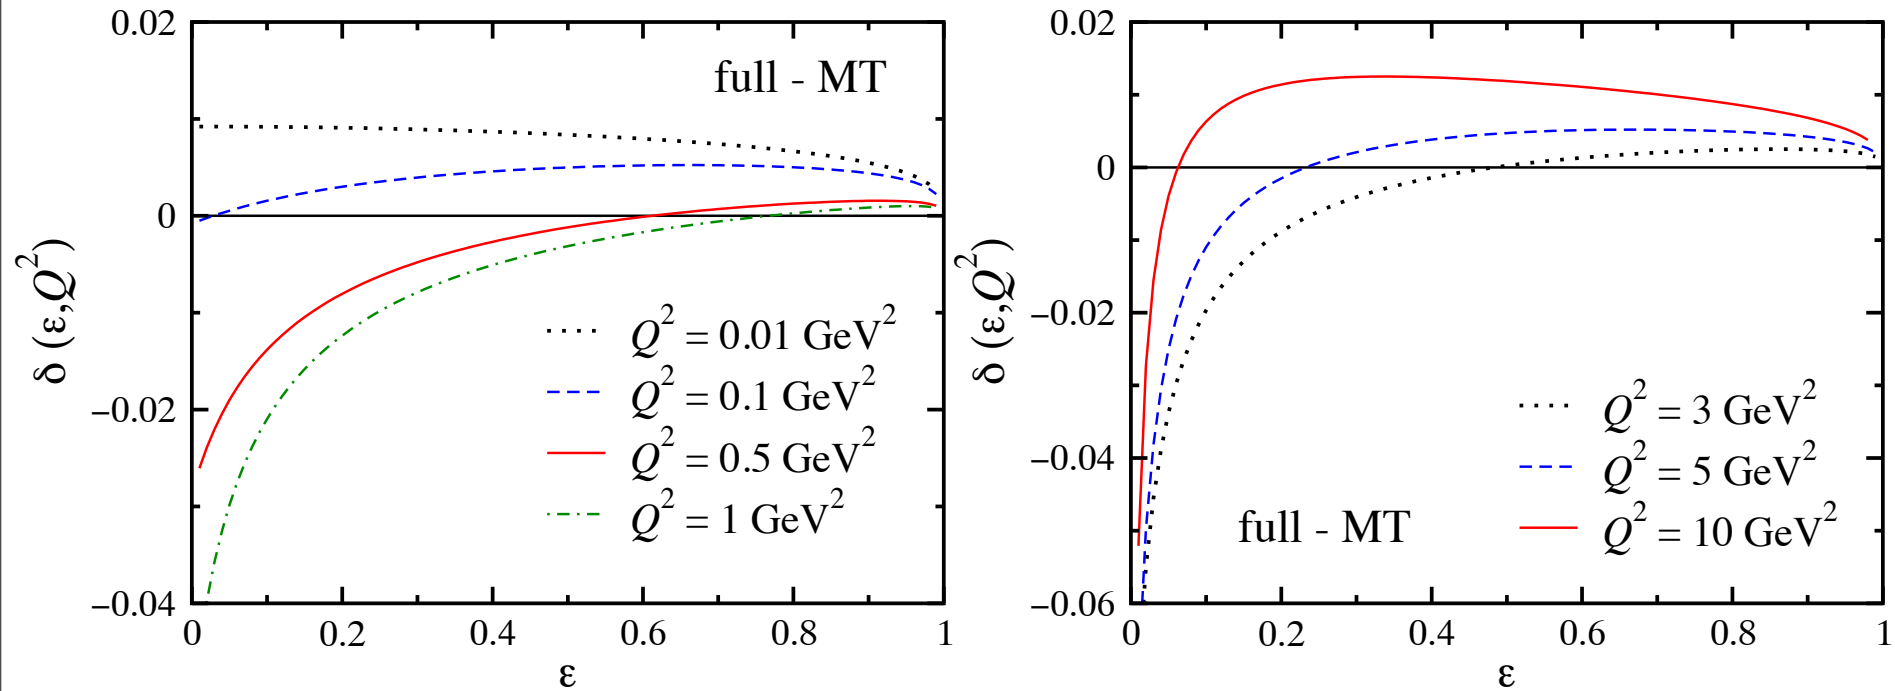 0.02
full - MT
0
−0.02
−0.04
δ (ε,Q²)
Q² = 0.01 GeV²
Q² = 0.1 GeV²
Q² = 0.5 GeV²
Q² = 1 GeV²
0 0.2 0.4 0.6 0.8 1
ε
0.02
0
−0.02
−0.04
−0.06
δ (ε,Q²)
Q² = 3 GeV²
Q² = 5 GeV²
Q² = 10 GeV²
full - MT
0 0.2 0.4 0.6 0.8 1
ε